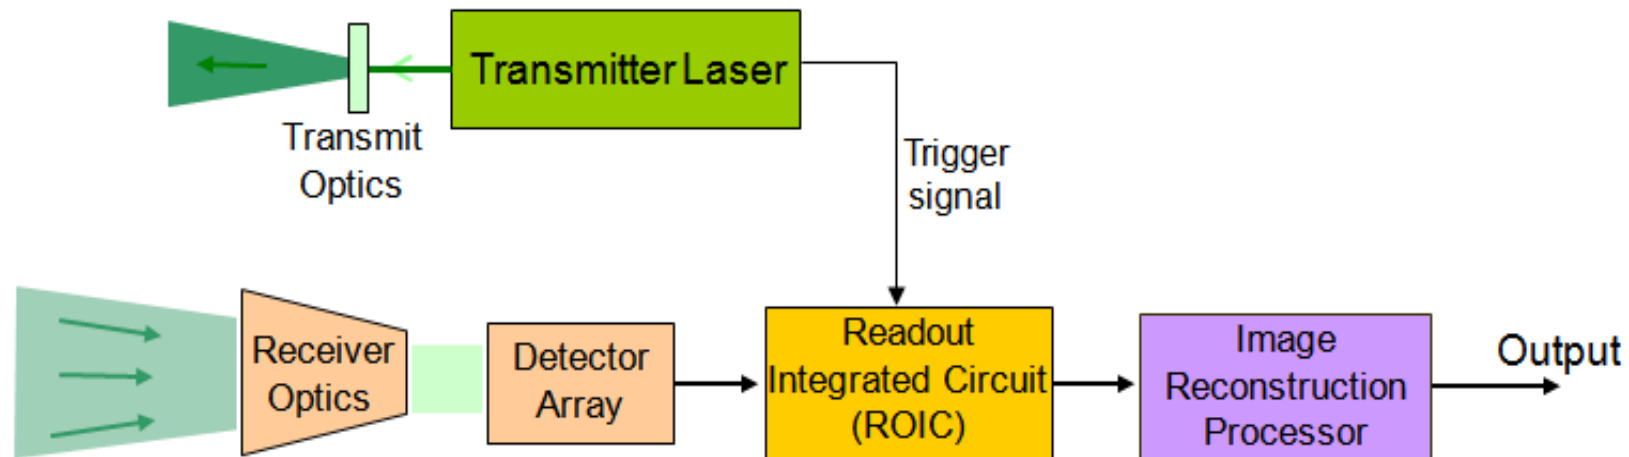 Transmitter Laser
Transmit
Optics
Trigger
signal
Receiver
Optics
Detector
Array
Readout
Integrated Circuit
(ROIC)
Image
Reconstruction
Processor
Output